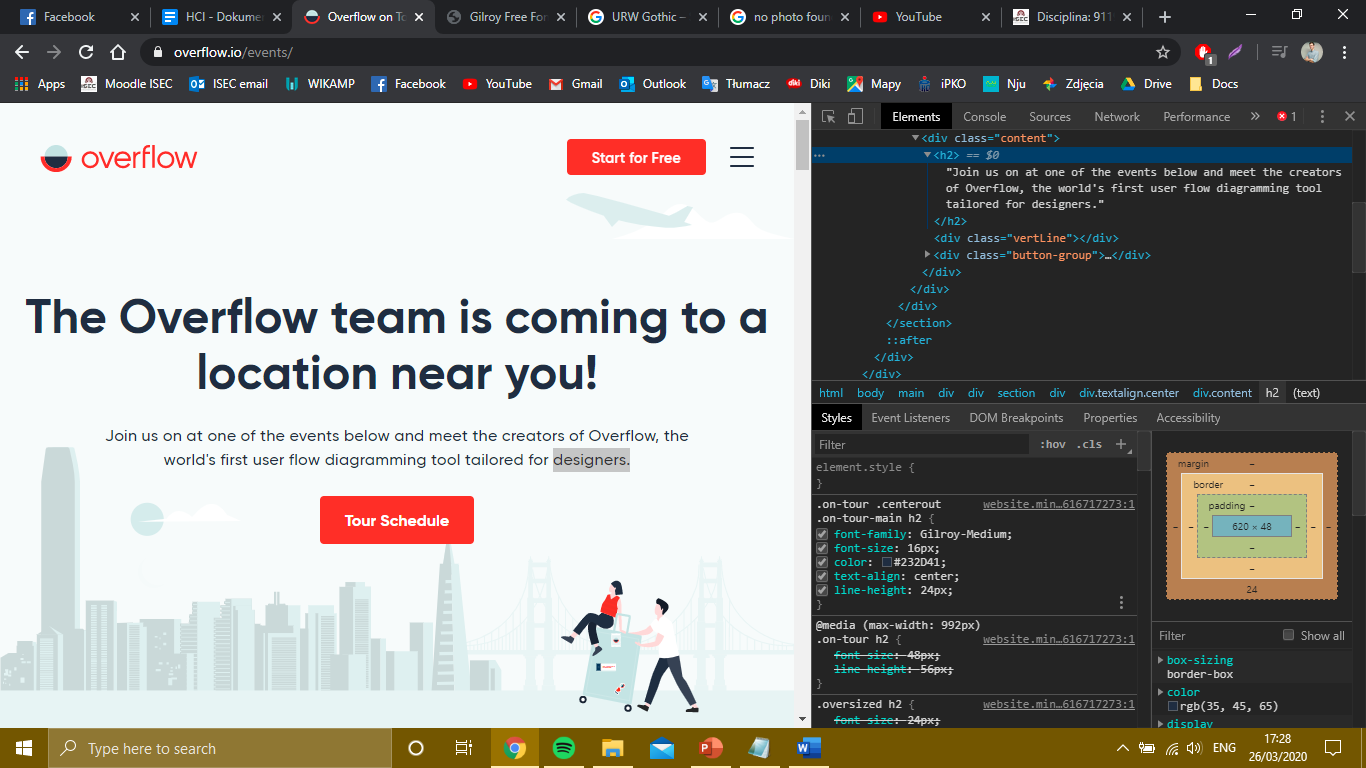 Facebook
HCI - Dokume
Overflow on To
Gilroy Free Fon
URW Gothic –
no photo foun
YouTube
Disciplina: 911
overflow.io/events/
1
Apps
Moodle ISEC
ISEC email
WIKAMP
Facebook
YouTube
Gmail
Outlook
Tłumacz
diki
Diki
Mapy
iPKO
Nju
Zdjęcia
Drive
Docs
overflow
Start for Free
The Overflow team is coming to a
location near you!
Join us on at one of the events below and meet the creators of Overflow, the
world's first user flow diagramming tool tailored for designers.
Tour Schedule
Elements
Console
Sources
Network
Performance
»
1
<div class="content">
<h2> == $0
"Join us on at one of the events below and meet the creators
of Overflow, the world's first user flow diagramming tool
tailored for designers."
</h2>
<div class="vertLine"></div>
<div class="button-group">…</div>
</div>
</div>
</div>
</section>
::after
</div>
</div>
html body main div div section div div.textalign.center div.content h2 (text)
Styles
Event Listeners
DOM Breakpoints
Properties
Accessibility
Filter
:hov .cls +
element.style {
}
.on-tour .centerout website.min…616717273:1
.on-tour-main h2 {
font-family: Gilroy-Medium;
font-size: 16px;
color: #232D41;
text-align: center;
line-height: 24px;
}
@media (max-width: 992px)
.on-tour h2 { website.min…616717273:1
font-size: 48px;
line-height: 56px;
}
.oversized h2 { website.min…616717273:1
font-size: 24px;
margin –
border –
padding –
– – – 620 × 48 – – –
–
–
24
Filter
Show all
box-sizing
border-box
color
rgb(35, 45, 65)
display
Type here to search
ENG
17:28
26/03/2020